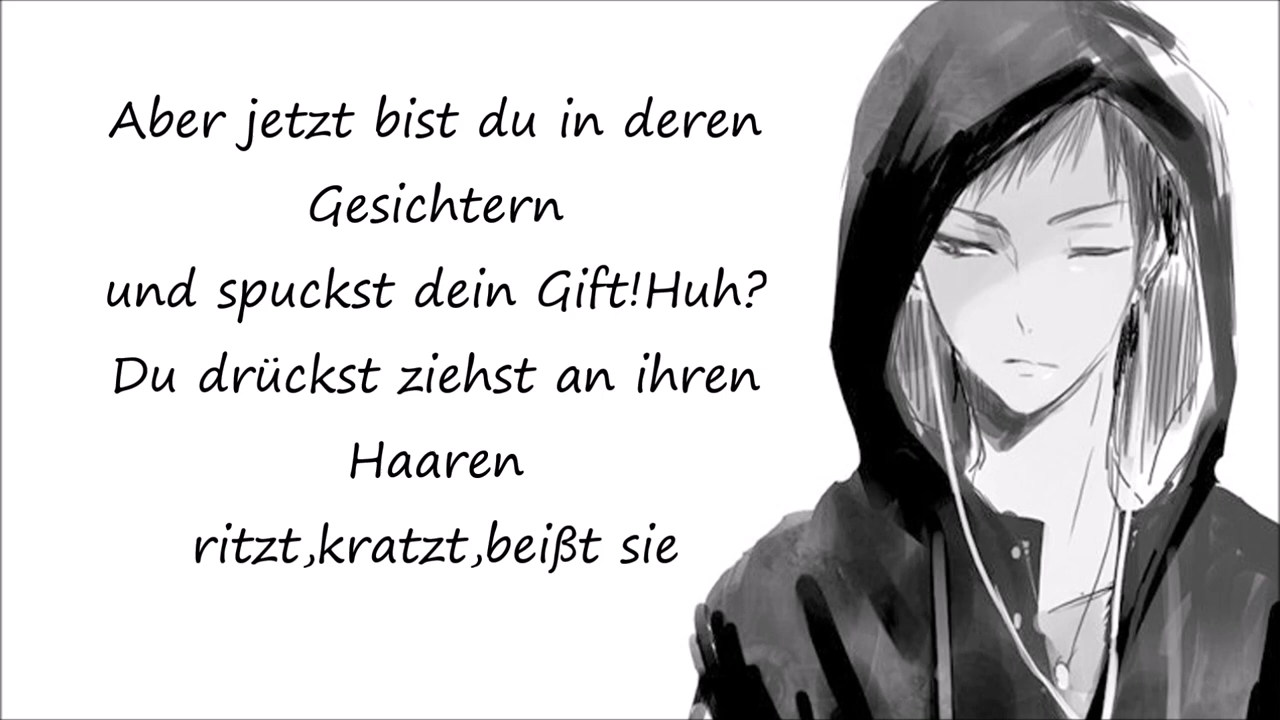 Aber jetzt bist du in deren
Gesichtern
und spuckst dein Gift!Huh?
Du drückst ziehst an ihren
Haaren
ritzt,kratzt,beißt sie